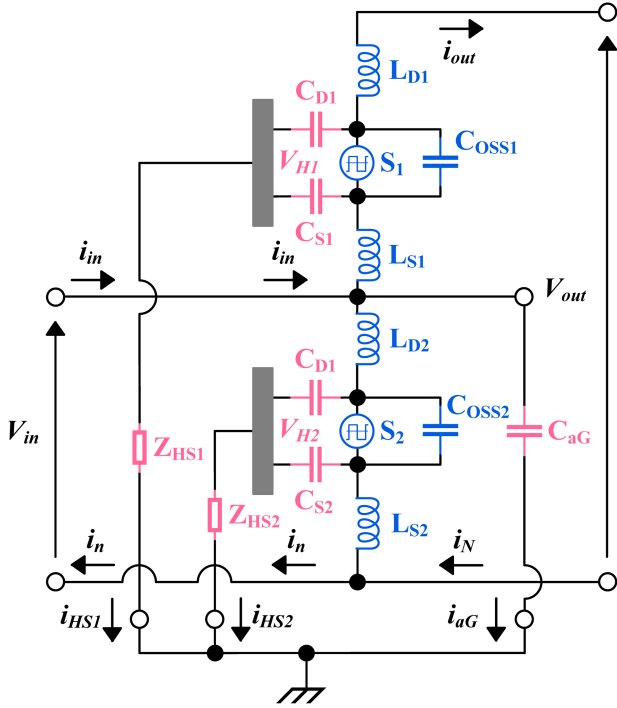 i_out
L_D1
C_D1
C_OSS1
V_H1
S_1
C_S1
L_S1
i_in
i_in
V_out
L_D2
C_D1
C_OSS2
V_in
V_H2
S_2
C_aG
Z_HS1
C_S2
Z_HS2
L_S2
i_n
i_n
i_N
i_HS1
i_HS2
i_aG